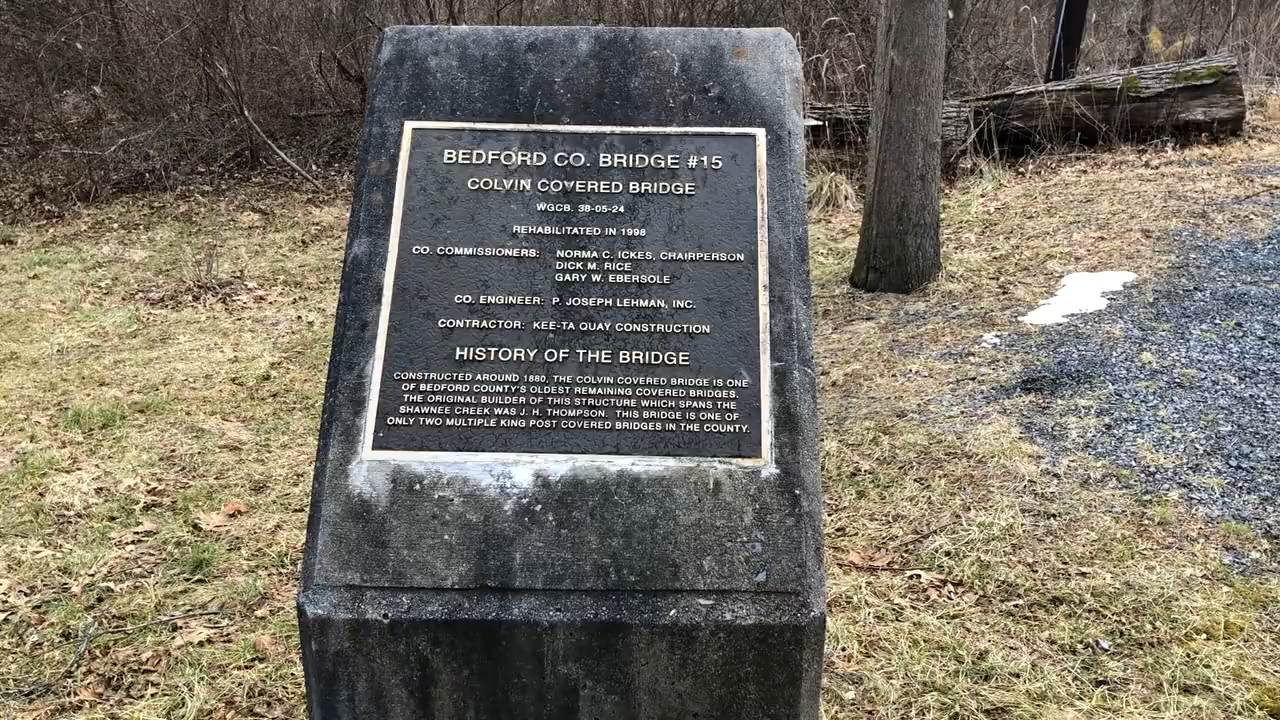 BEDFORD CO. BRIDGE #15
COLVIN COVERED BRIDGE
WGCB. 38-05-24
REHABILITATED IN 1998
CO. COMMISSIONERS: NORMA C. ICKES, CHAIRPERSON
DICK M. RICE
GARY W. EBERSOLE
CO. ENGINEER: P. JOSEPH LEHMAN, INC.
CONTRACTOR: KEE-TA QUAY CONSTRUCTION
HISTORY OF THE BRIDGE
CONSTRUCTED AROUND 1880, THE COLVIN COVERED BRIDGE IS ONE
OF BEDFORD COUNTY'S OLDEST REMAINING COVERED BRIDGES.
THE ORIGINAL BUILDER OF THIS STRUCTURE WHICH SPANS THE
SHAWNEE CREEK WAS J. H. THOMPSON. THIS BRIDGE IS ONE OF
ONLY TWO MULTIPLE KING POST COVERED BRIDGES IN THE COUNTY.